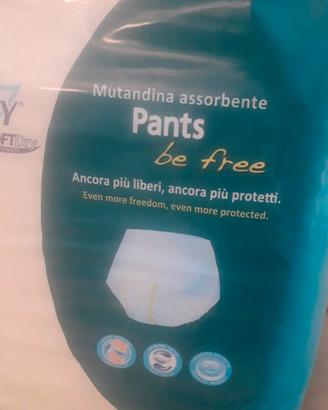 Y
Mutandina assorbente
Pants
be free
Ancora più liberi, ancora più protetti.
Even more freedom, even more protected.